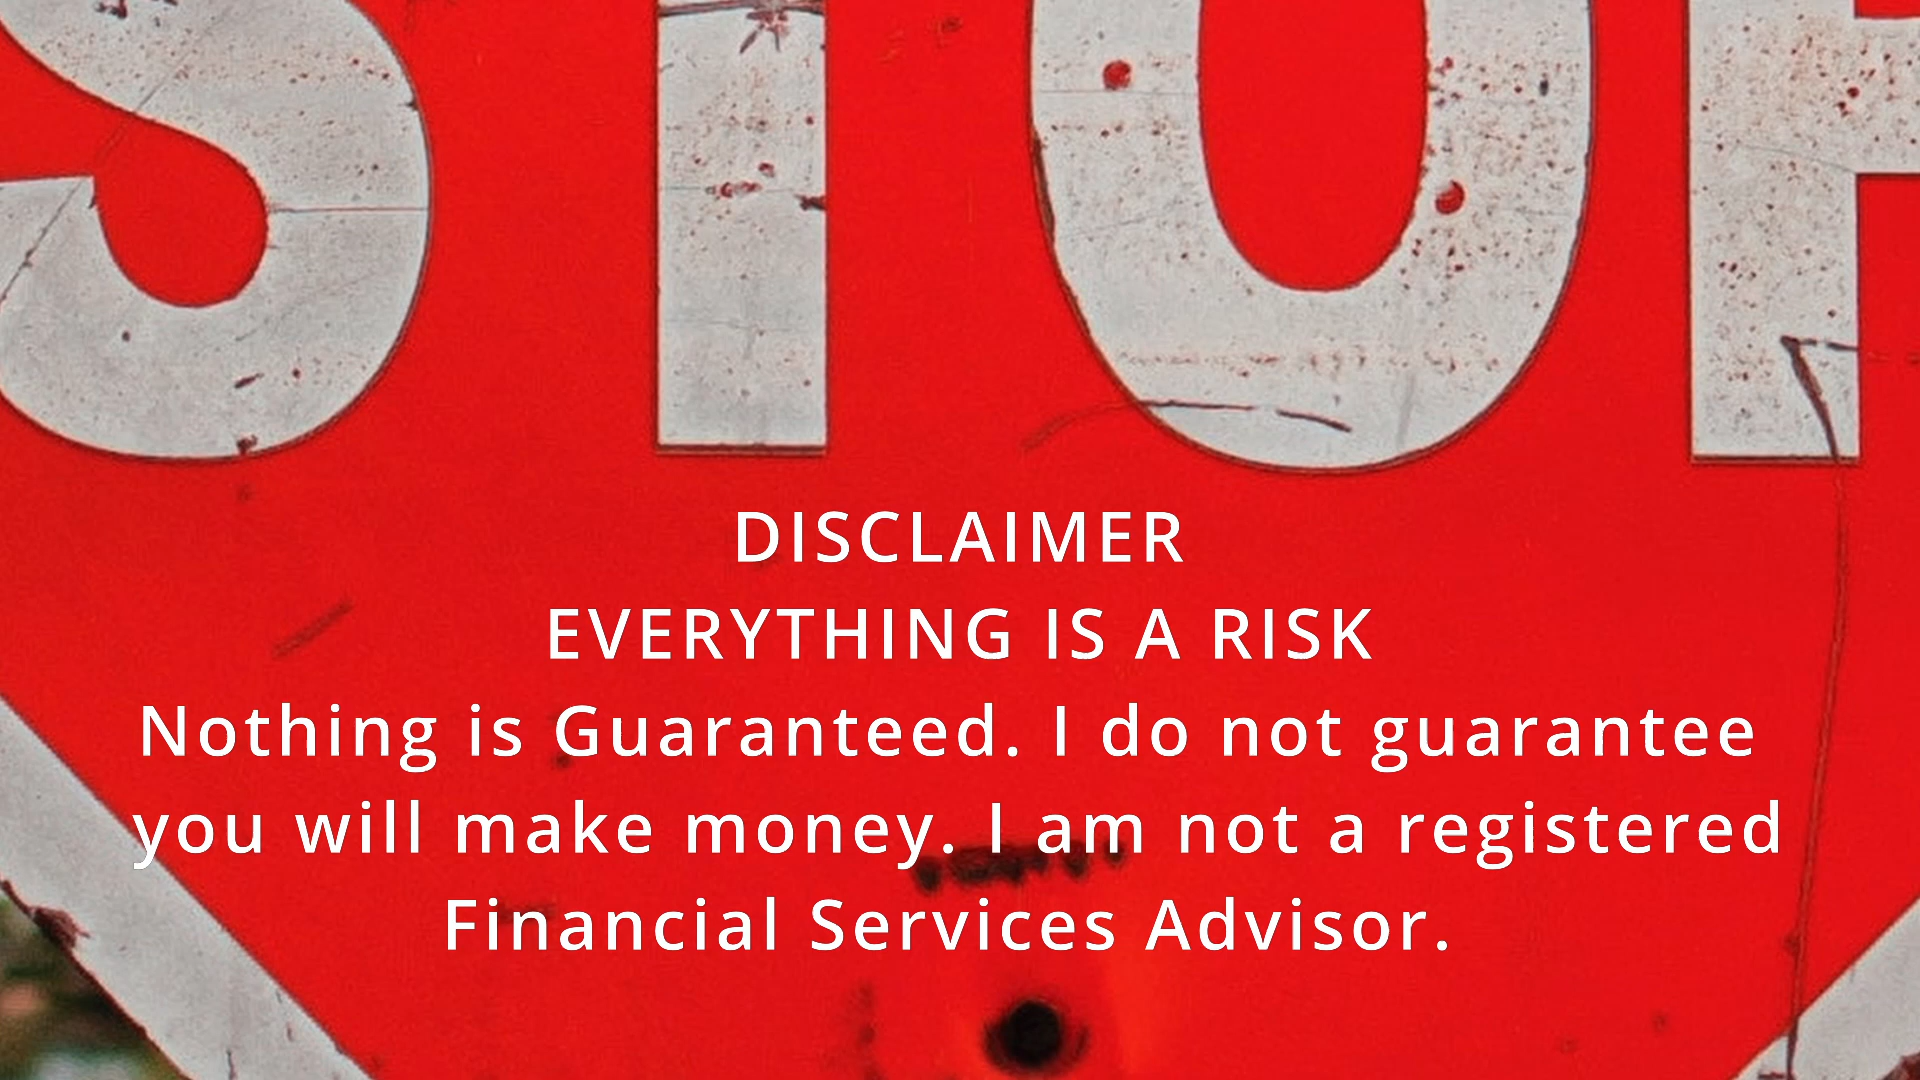 STOP
DISCLAIMER
EVERYTHING IS A RISK
Nothing is Guaranteed. I do not guarantee
you will make money. I am not a registered
Financial Services Advisor.